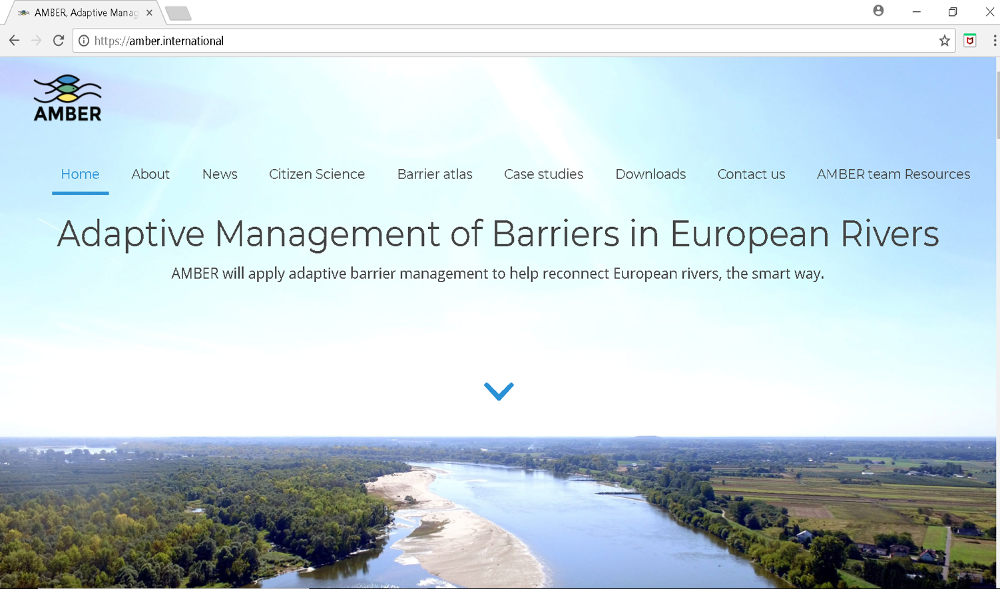 AMBER, Adaptive Manag
https://amber.international
AMBER
Home About News Citizen Science Barrier atlas Case studies Downloads Contact us AMBER team Resources
Adaptive Management of Barriers in European Rivers
AMBER will apply adaptive barrier management to help reconnect European rivers, the smart way.